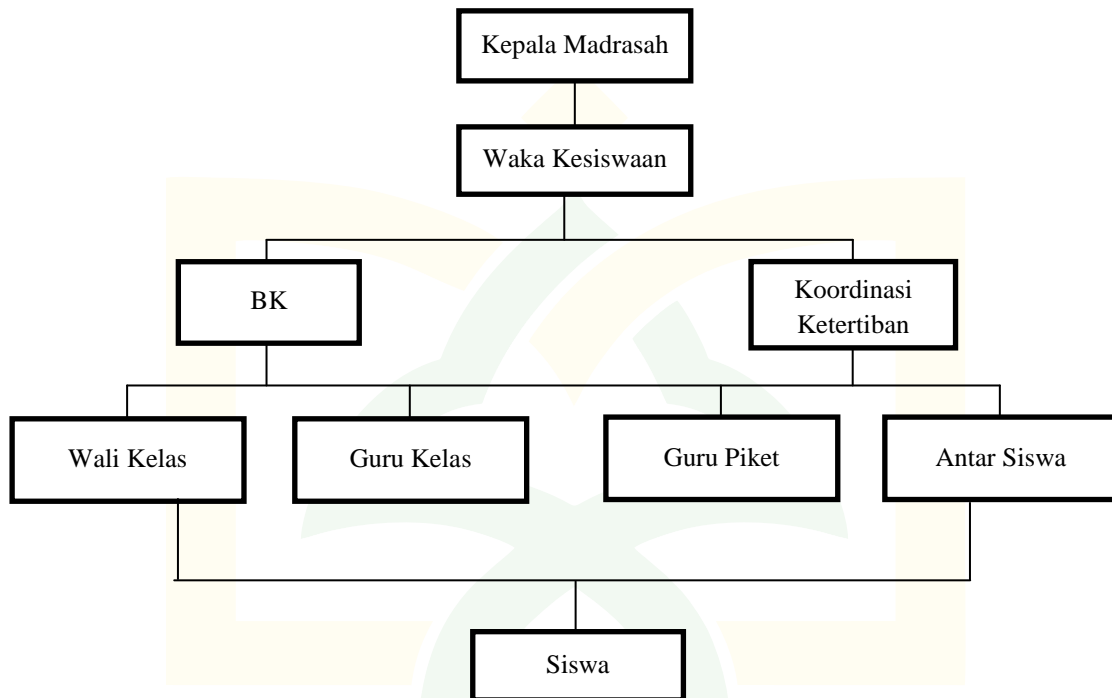 Kepala Madrasah
Waka Kesiswaan
BK
Koordinasi
Ketertiban
Wali Kelas
Guru Kelas
Guru Piket
Antar Siswa
Siswa